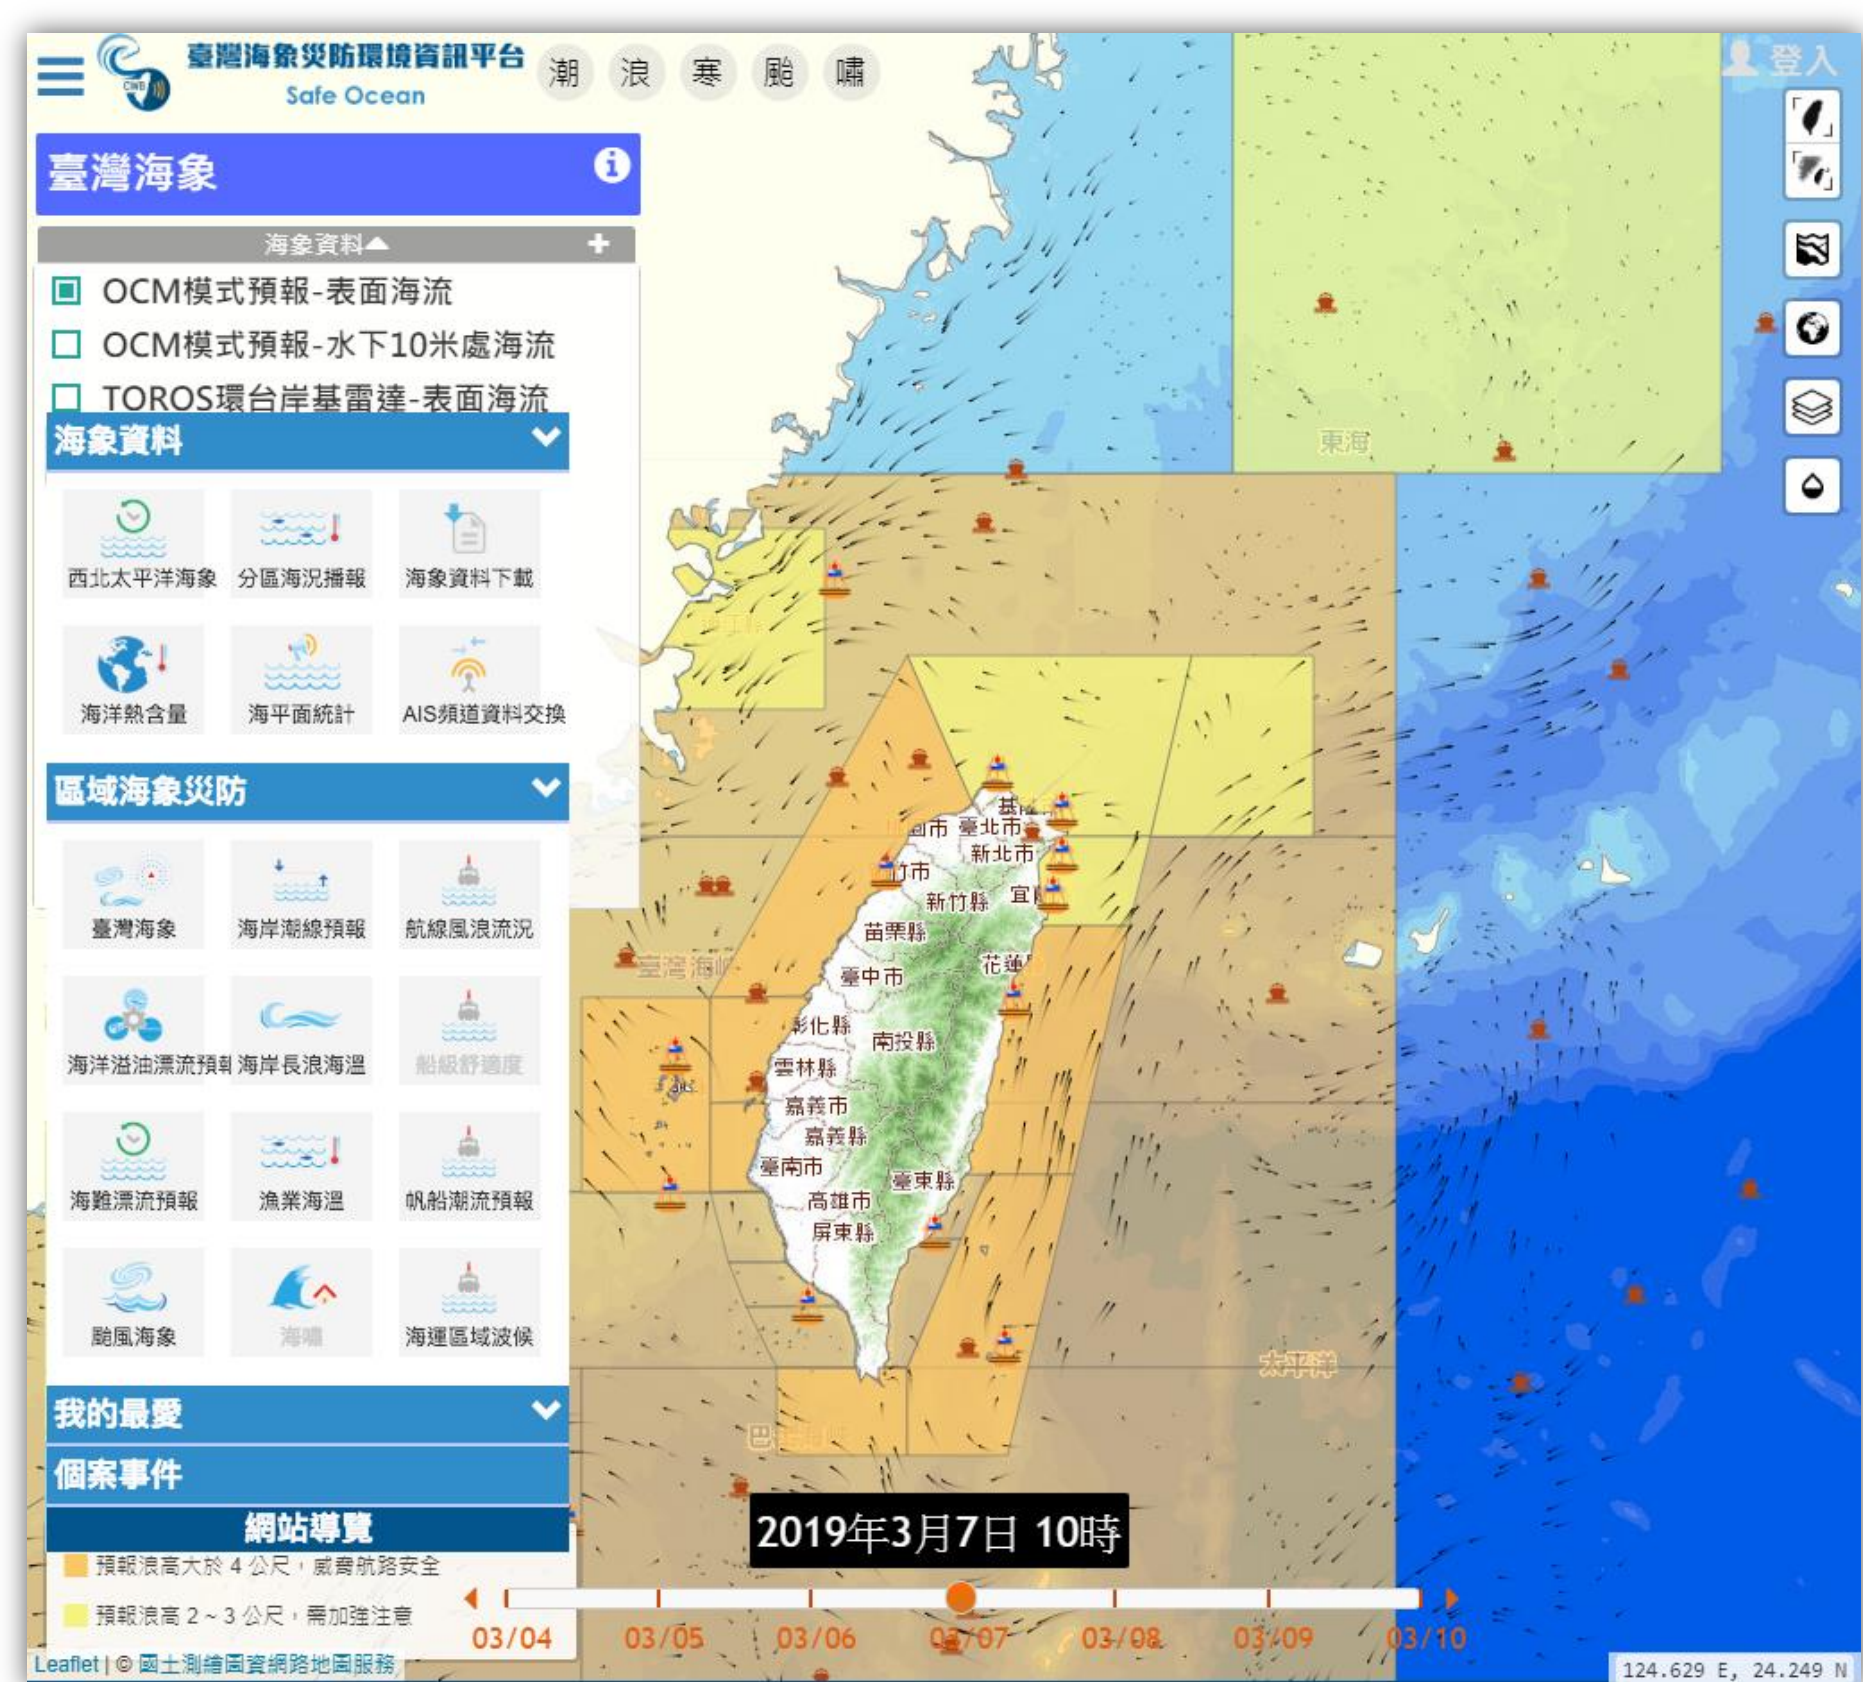 臺灣海象災防環境資訊平台
Safe Ocean
潮 浪 寒 颱 嘯
登入
臺灣海象
海象資料
OCM模式預報-表面海流
OCM模式預報-水下10米處海流
TOROS環台岸基雷達-表面海流
海象資料
西北太平洋海象 分區海況播報 海象資料下載
海洋熱含量 海平面統計 AIS頻道資料交換
區域海象災防
臺灣海象 海岸潮線預報 航線風浪流況
海洋溢油漂流預報 海岸長浪海溫 船級舒適度
海難漂流預報 漁業海溫 帆船潮流預報
颱風海象 海嘯 海運區域波候
我的最愛
個案事件
網站導覽
預報浪高大於 4 公尺，威脅航路安全
預報浪高 2 ~ 3 公尺，需加強注意
Leaflet | © 國土測繪圖資網路地圖服務
東海
臺北市
新北市
竹市
新竹縣
宜
苗栗縣
花蓮
臺中市
臺灣海
彰化縣
南投縣
雲林縣
嘉義市
嘉義縣
臺南市
臺東縣
高雄市
屏東縣
太平洋
巴
2019年3月7日 10時
03/04 03/05 03/06 03/07 03/08 03/09 03/10
124.629 E, 24.249 N